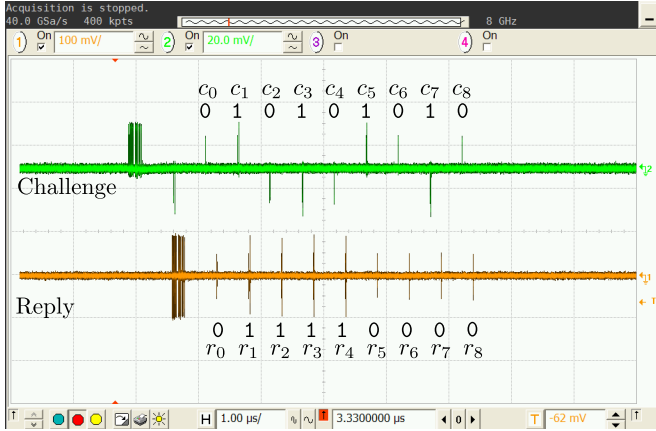 Acquisition is stopped.
40.0 GSa/s 400 kpts 8 GHz
1 On 100 mV/ 2 On 20.0 mV/ 3 On 4 On
c0 c1 c2 c3 c4 c5 c6 c7 c8
0 1 0 1 0 1 0 1 0
2
Challenge
1
T
Reply
0 1 1 1 1 0 0 0 0
r0 r1 r2 r3 r4 r5 r6 r7 r8
T H 1.00 µs/ T 3.3300000 µs 0 T -62 mV T